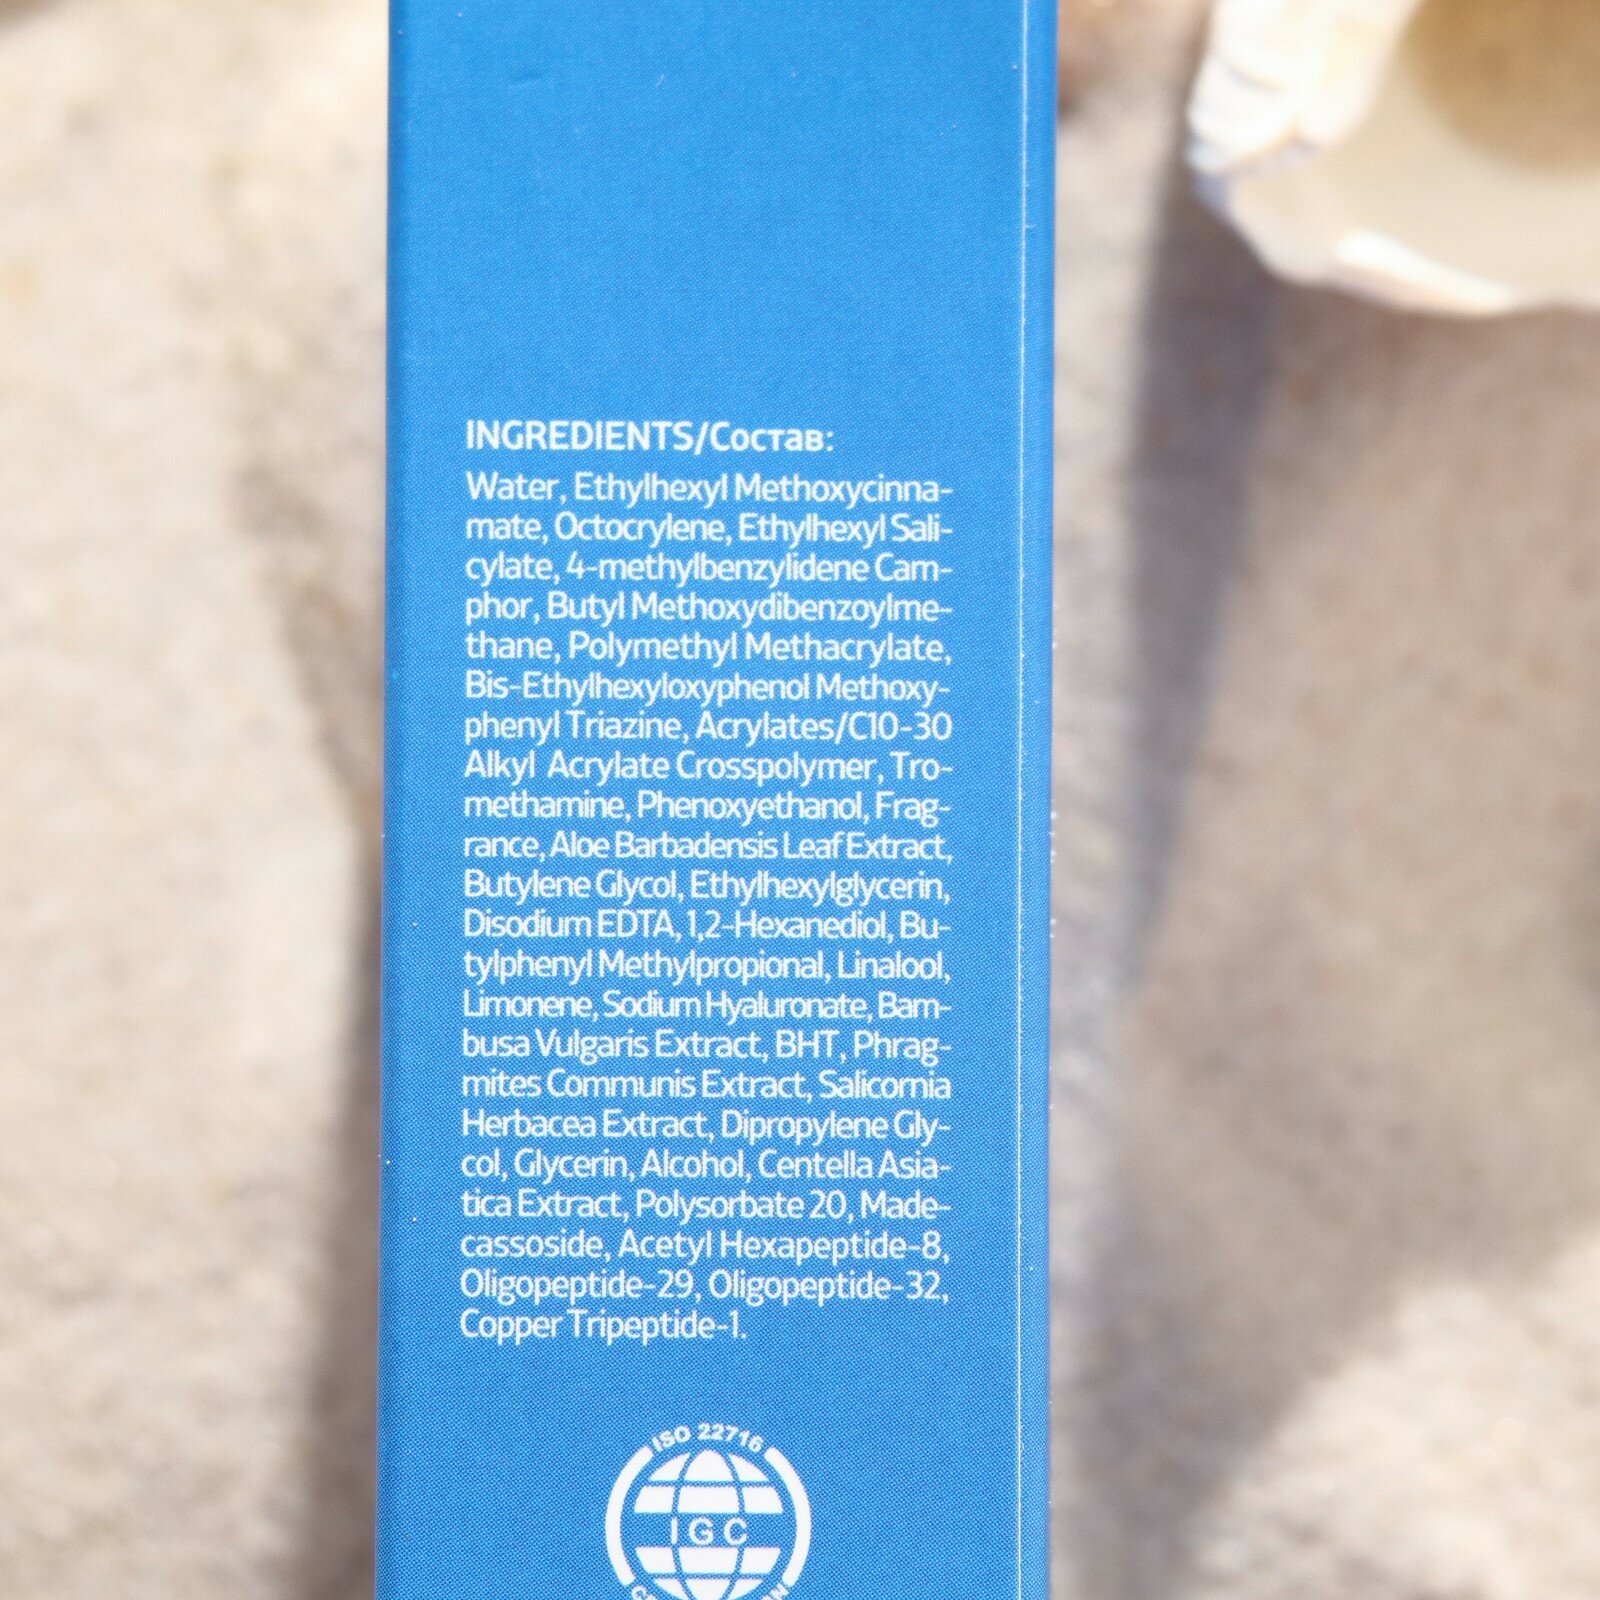 INGREDIENTS/Состав:
Water, Ethylhexyl Methoxycinna-
mate, Octocrylene, Ethylhexyl Sali-
cylate, 4-methylbenzylidene Cam-
phor, Butyl Methoxydibenzoylme-
thane, Polymethyl Methacrylate,
Bis-Ethylhexyloxyphenol Methoxy-
phenyl Triazine, Acrylates/C10-30
Alkyl Acrylate Crosspolymer, Tro-
methamine, Phenoxyethanol, Frag-
rance, Aloe Barbadensis Leaf Extract,
Butylene Glycol, Ethylhexylglycerin,
Disodium EDTA, 1,2-Hexanediol, Bu-
tylphenyl Methylpropional, Linalool,
Limonene, Sodium Hyaluronate, Bam-
busa Vulgaris Extract, BHT, Phrag-
mites Communis Extract, Salicornia
Herbacea Extract, Dipropylene Gly-
col, Glycerin, Alcohol, Centella Asia-
tica Extract, Polysorbate 20, Made-
cassoside, Acetyl Hexapeptide-8,
Oligopeptide-29, Oligopeptide-32,
Copper Tripeptide-1.
ISO 22716
IGC